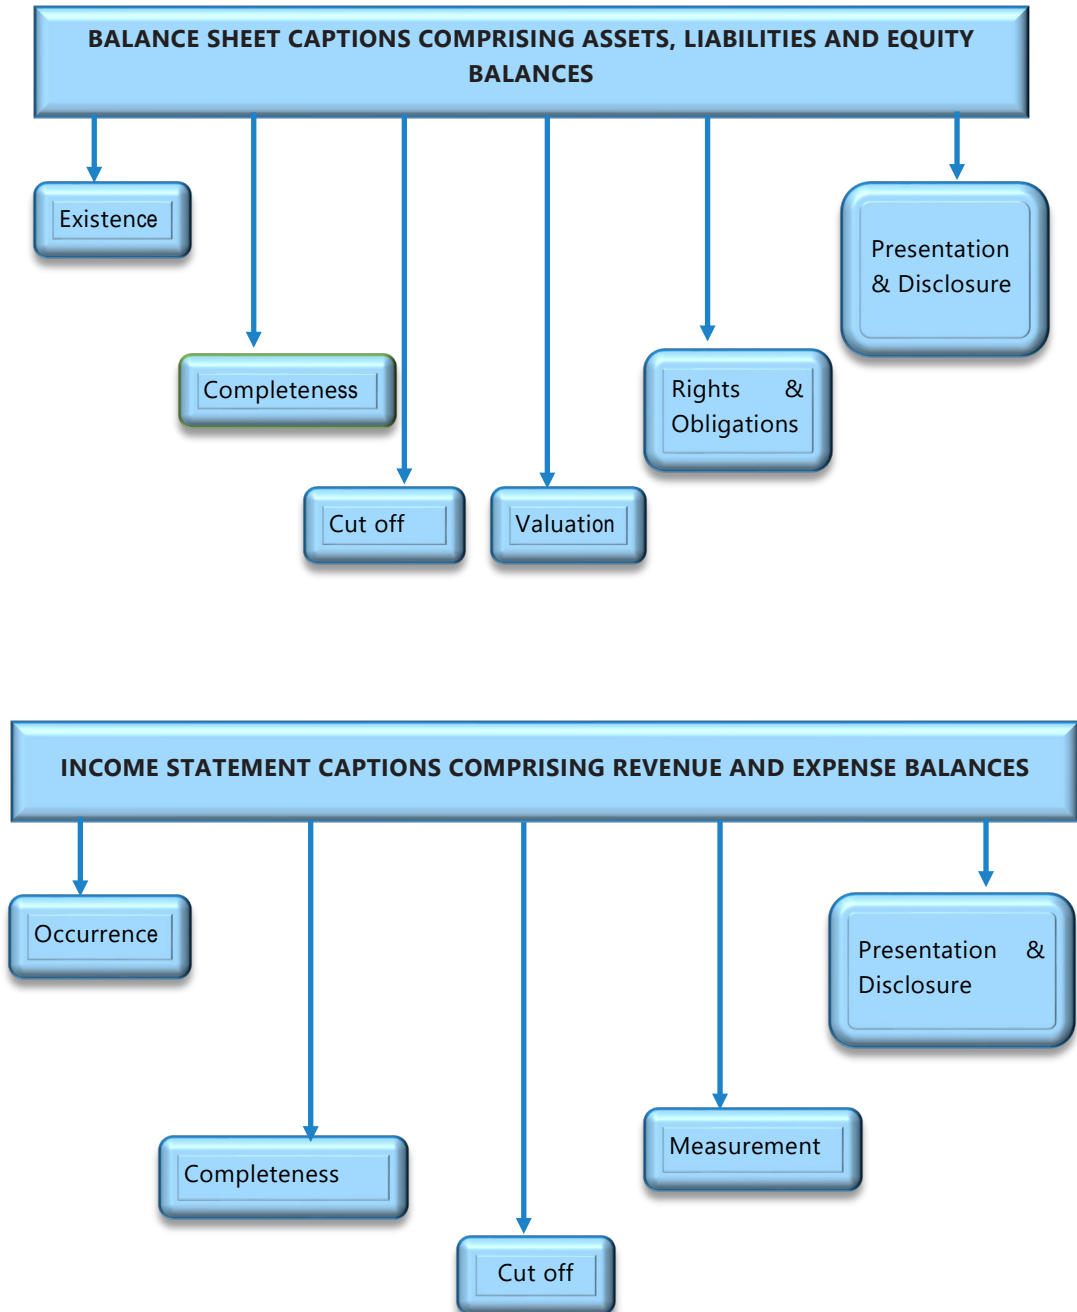 BALANCE SHEET CAPTIONS COMPRISING ASSETS, LIABILITIES AND EQUITY
BALANCES
Existence
Completeness
Cut off
Valuation
Rights &
Obligations
Presentation
& Disclosure
INCOME STATEMENT CAPTIONS COMPRISING REVENUE AND EXPENSE BALANCES
Occurrence
Completeness
Cut off
Measurement
Presentation &
Disclosure